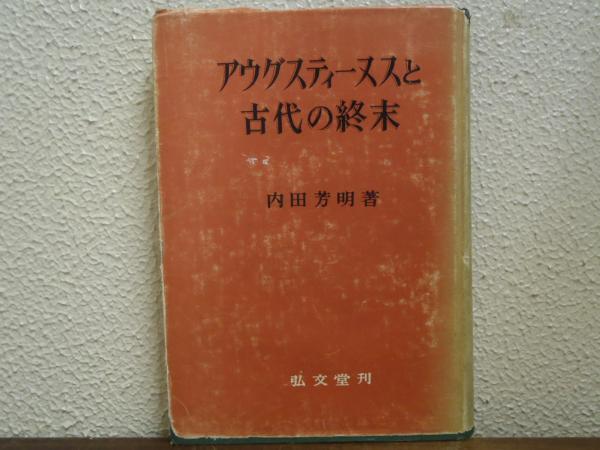 アウグスティーヌスと
古代の終末
内田芳明著
弘文堂刊